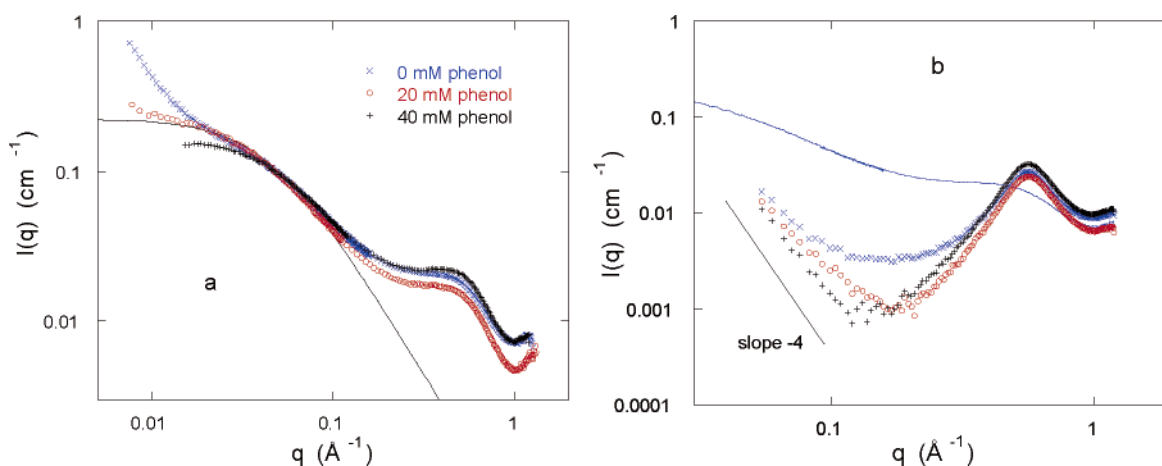 1
0.1
0.01
I(q) (cm -1)
a
0 mM phenol
20 mM phenol
40 mM phenol
0.01
0.1
1
q (Å -1)
1
0.1
0.01
0.001
0.0001
I(q) (cm -1)
b
slope -4
0.1
1
q (Å -1)